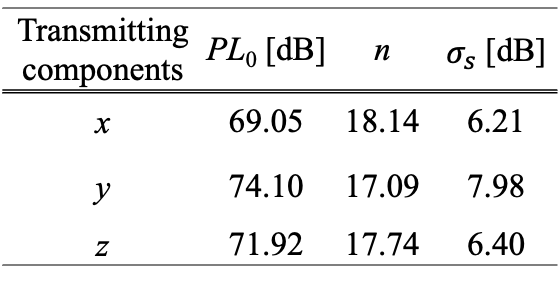 Transmitting components PL₀ [dB] n σₛ [dB]
x 69.05 18.14 6.21
y 74.10 17.09 7.98
z 71.92 17.74 6.40